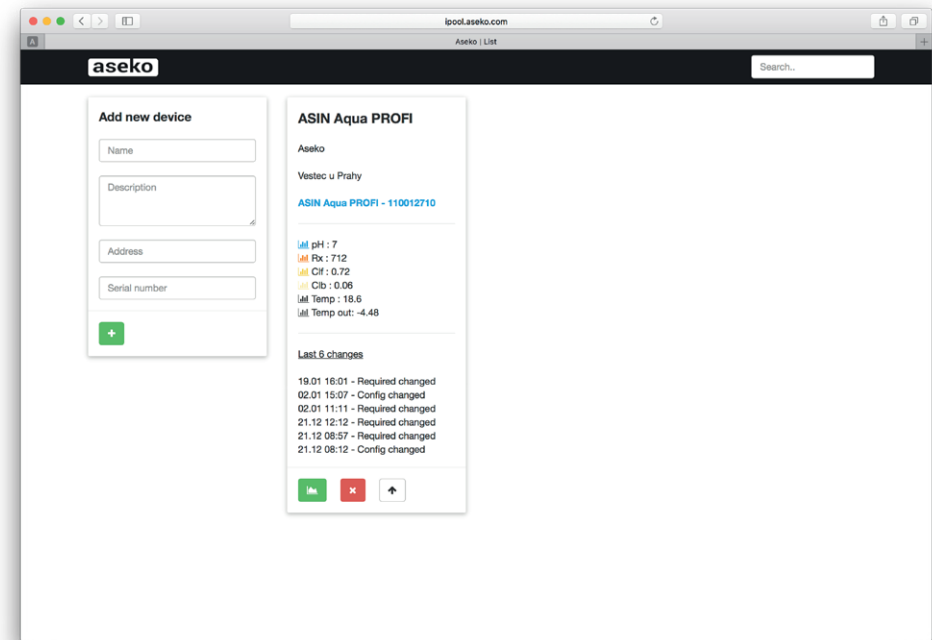 ipool.aseko.com
A
Aseko | List
aseko
Search..
Add new device
Name
Description
Address
Serial number
ASIN Aqua PROFI
Aseko
Vestec u Prahy
ASIN Aqua PROFI - 110012710
pH : 7
Rx : 712
Clf : 0.72
Clb : 0.06
Temp : 18.6
Temp out: -4.48
Last 6 changes
19.01 16:01 - Required changed
02.01 15:07 - Config changed
02.01 11:11 - Required changed
21.12 12:12 - Required changed
21.12 08:57 - Required changed
21.12 08:12 - Config changed